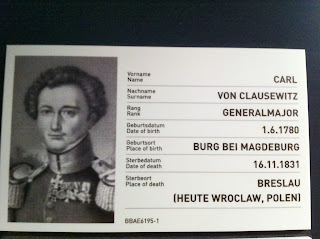 Vorname
Name
CARL
Nachname
Surname
VON CLAUSEWITZ
Rang
Rank
GENERALMAJOR
Geburtsdatum
Date of birth
1.6.1780
Geburtsort
Place of birth
BURG BEI MAGDEBURG
Sterbedatum
Date of death
16.11.1831
Sterbeort
Place of death
BRESLAU
(HEUTE WROCLAW, POLEN)
BBAE6195-1